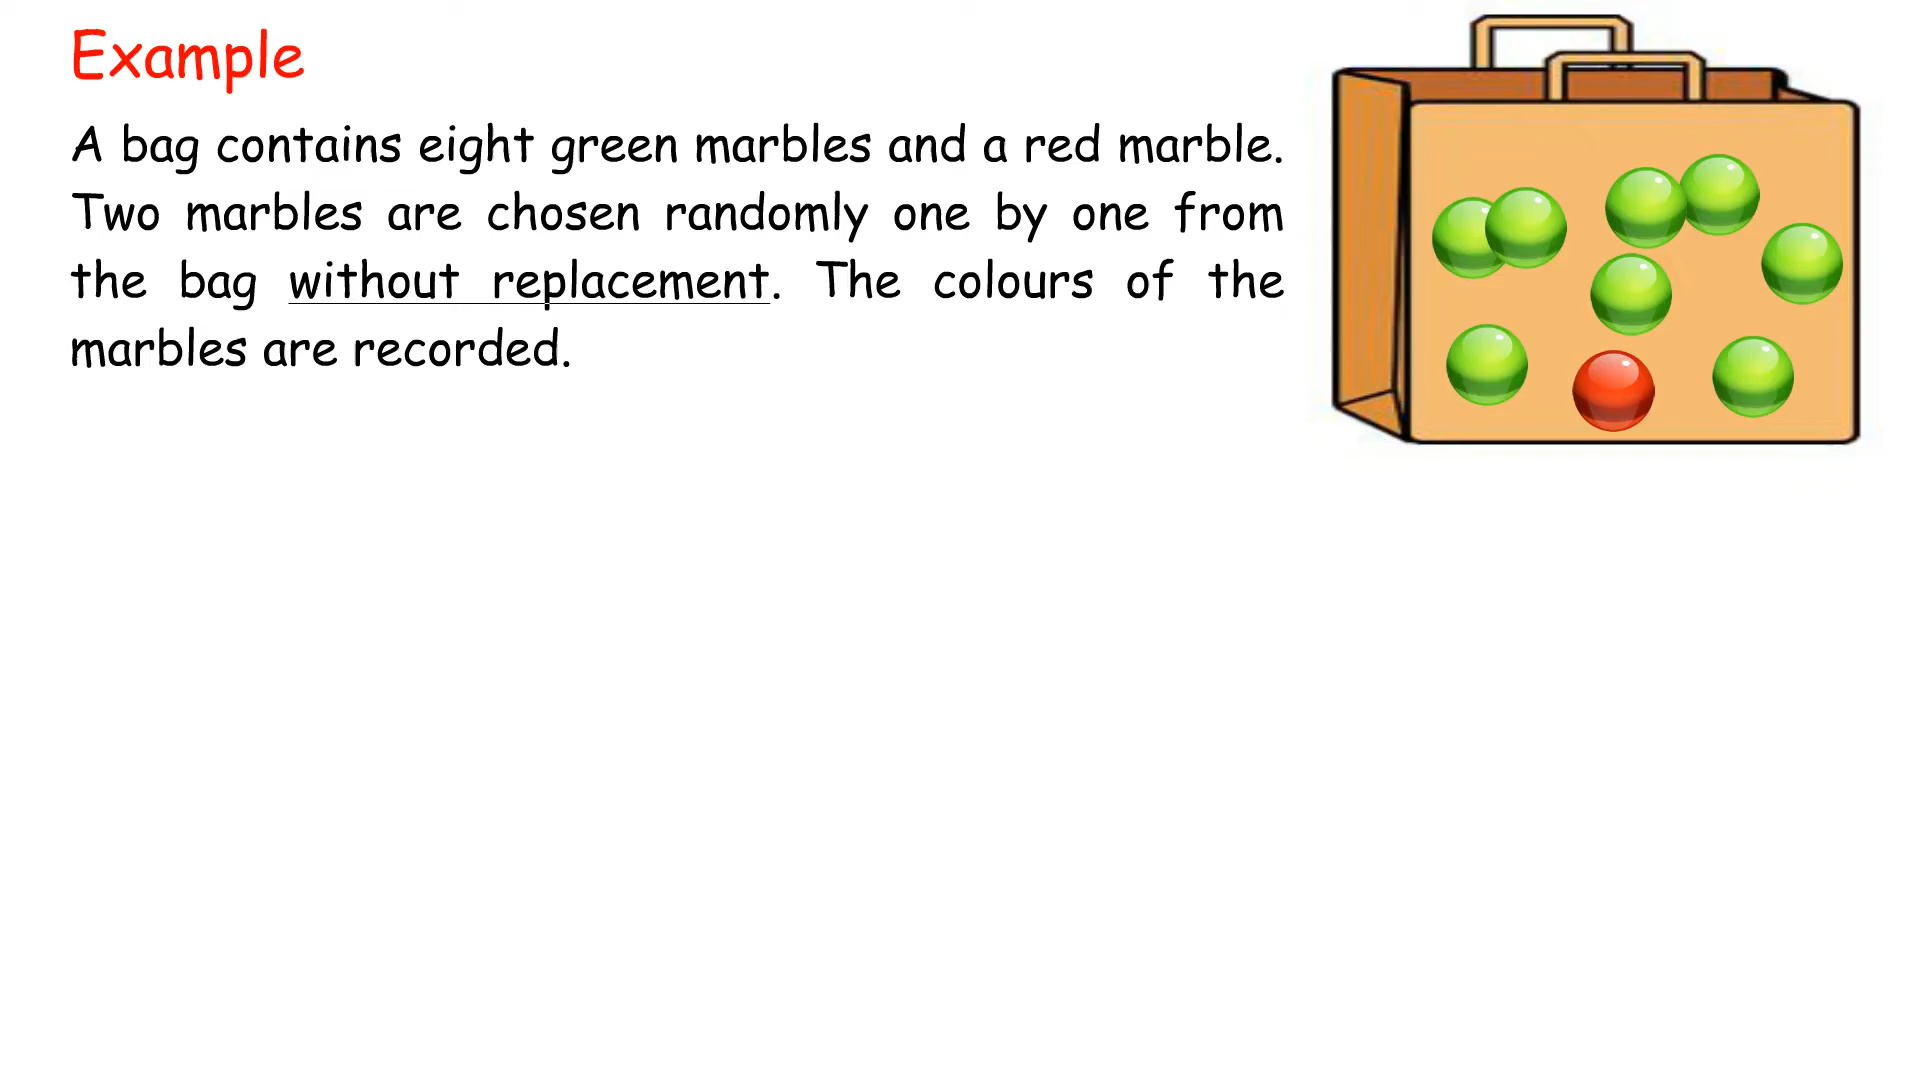 Example
A bag contains eight green marbles and a red marble.
Two marbles are chosen randomly one by one from
the bag without replacement. The colours of the
marbles are recorded.